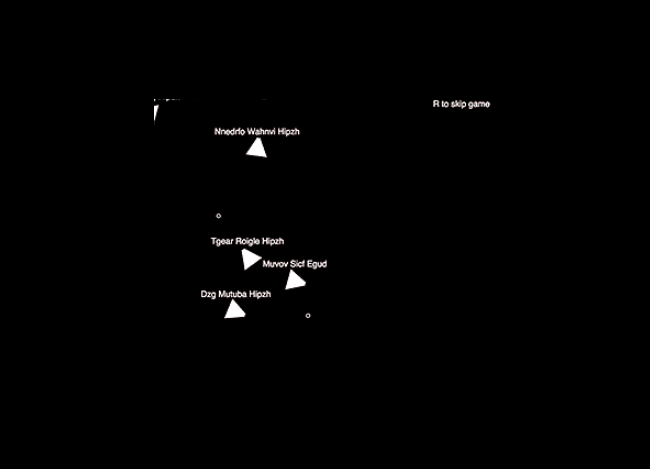 R to skip game
Nnedrfo Wahnvi Hipzh
Tgear Roigle Hipzh
Muvov Sicf Egud
Dzg Mutuba Hipzh